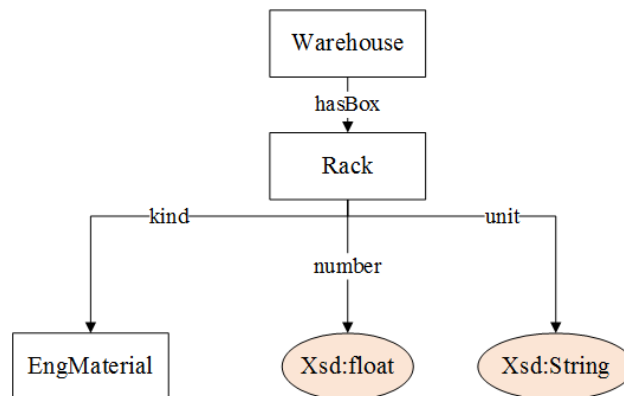 Warehouse
hasBox
Rack
kind
unit
number
EngMaterial
Xsd:float
Xsd:String